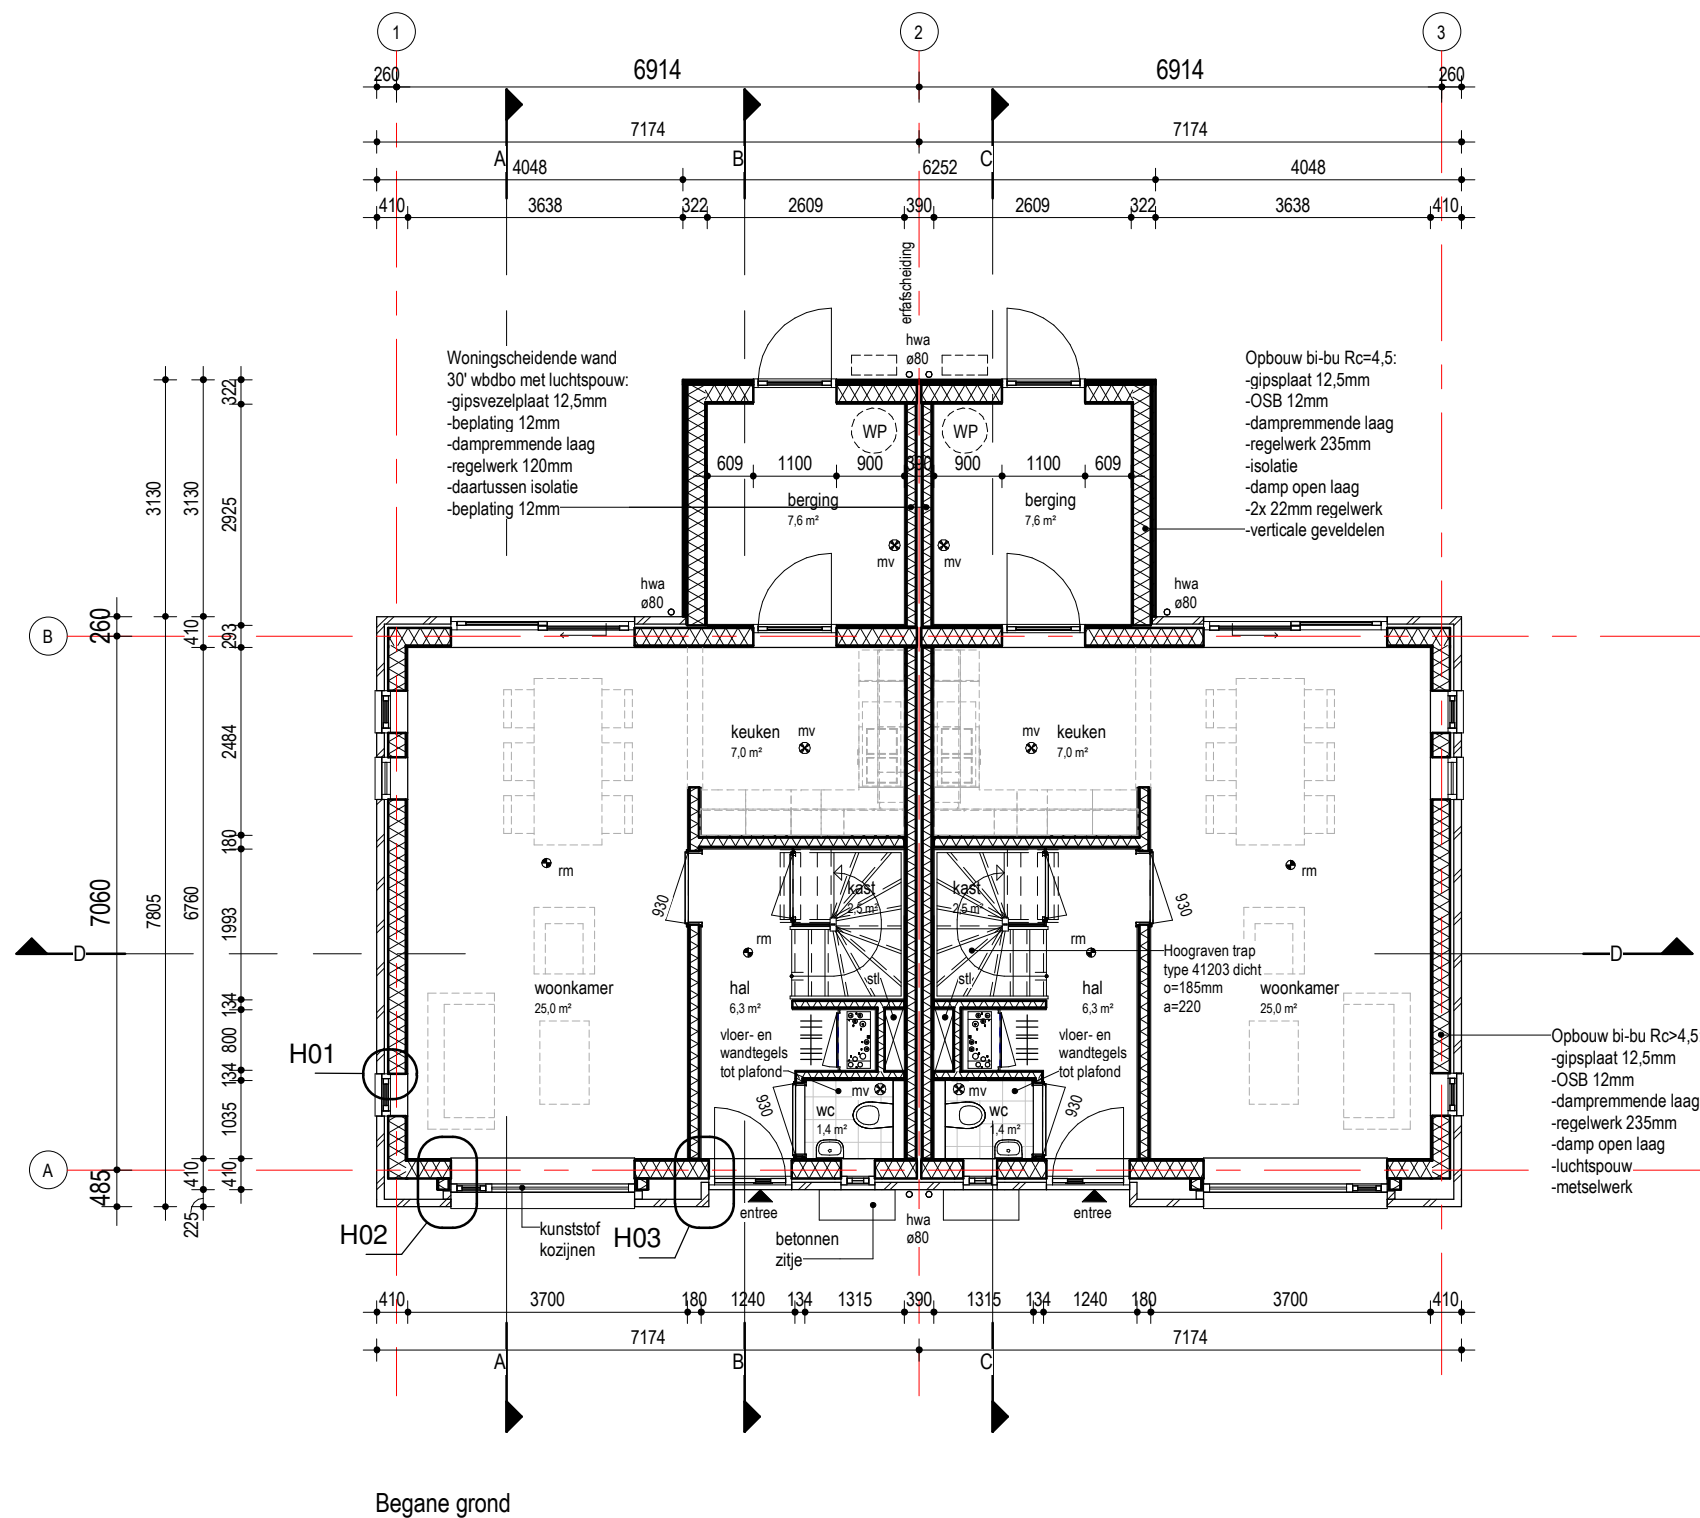 1
2
3
260
6914
6914
260
7174
7174
A
B
C
4048
6252
4048
410
3638
322
2609
390
2609
322
3638
410
erfafscheiding
hwa
ø80
Woningscheidende wand
30' wbdbo met luchtspouw:
-gipsvezelplaat 12,5mm
-beplating 12mm
-dampremmende laag
-regelwerk 120mm
-daartussen isolatie
-beplating 12mm
Opbouw bi-bu Rc=4,5:
-gipsplaat 12,5mm
-OSB 12mm
-dampremmende laag
-regelwerk 235mm
-isolatie
-damp open laag
-2x 22mm regelwerk
-verticale geveldelen
WP
WP
609
1100
900
390
900
1100
609
berging
7,6 m²
berging
7,6 m²
mv
mv
hwa
ø80
hwa
ø80
322
3130
3130
2925
260
410
293
B
2484
180
7060
7805
6760
1993
134
800
134
1035
410
410
485
225
A
keuken
7,0 m²
mv
mv
keuken
7,0 m²
rm
rm
930
930
kast
2,5 m²
kast
2,5 m²
rm
rm
D
D
Hoograven trap
type 41203 dicht
o=185mm
a=220
woonkamer
25,0 m²
hal
6,3 m²
stl
stl
hal
6,3 m²
woonkamer
25,0 m²
vloer- en
wandtegels
tot plafond
vloer- en
wandtegels
tot plafond
H01
930
mv
wc
1,4 m²
mv
wc
1,4 m²
930
Opbouw bi-bu Rc>4,5
-gipsplaat 12,5mm
-OSB 12mm
-dampremmende laag
-regelwerk 235mm
-damp open laag
-luchtspouw
-metselwerk
H02
kunststof
kozijnen
H03
entree
betonnen
zitje
hwa
ø80
entree
410
3700
180
1240
134
1315
390
1315
134
1240
180
3700
410
7174
7174
A
B
C
Begane grond